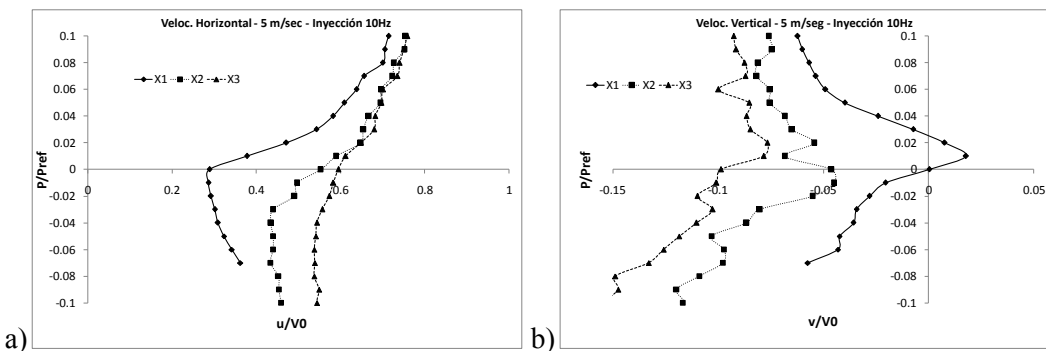 Veloc. Horizontal - 5 m/sec - Inyección 10Hz
0.1
0.08
0.06
0.04
0.02
0
-0.02
-0.04
-0.06
-0.08
-0.1
P/Pref
X1 X2 X3
0 0.2 0.4 0.6 0.8 1
u/V0
a)
Veloc. Vertical - 5 m/seg - Inyección 10Hz
0.1
0.08
0.06
0.04
0.02
0
-0.02
-0.04
-0.06
-0.08
-0.1
P/Pref
X1 X2 X3
-0.15 -0.1 -0.05 0 0.05
v/V0
b)